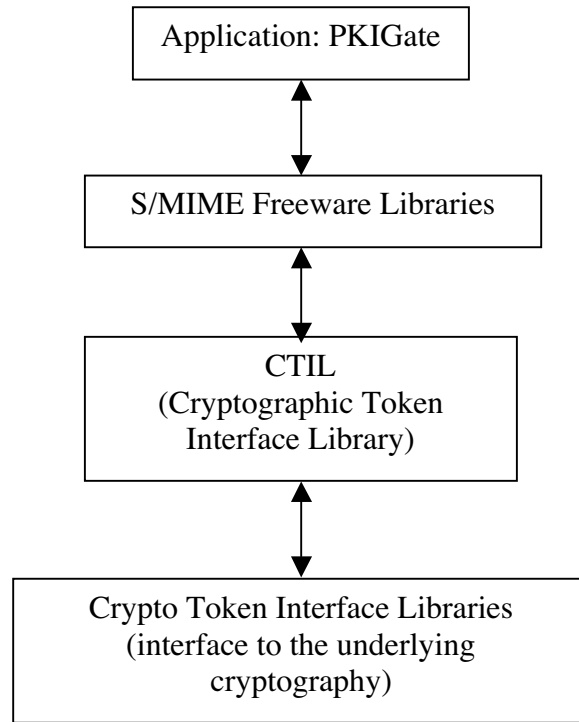 Application: PKIGate
S/MIME Freeware Libraries
CTIL
(Cryptographic Token
Interface Library)
Crypto Token Interface Libraries
(interface to the underlying
cryptography)